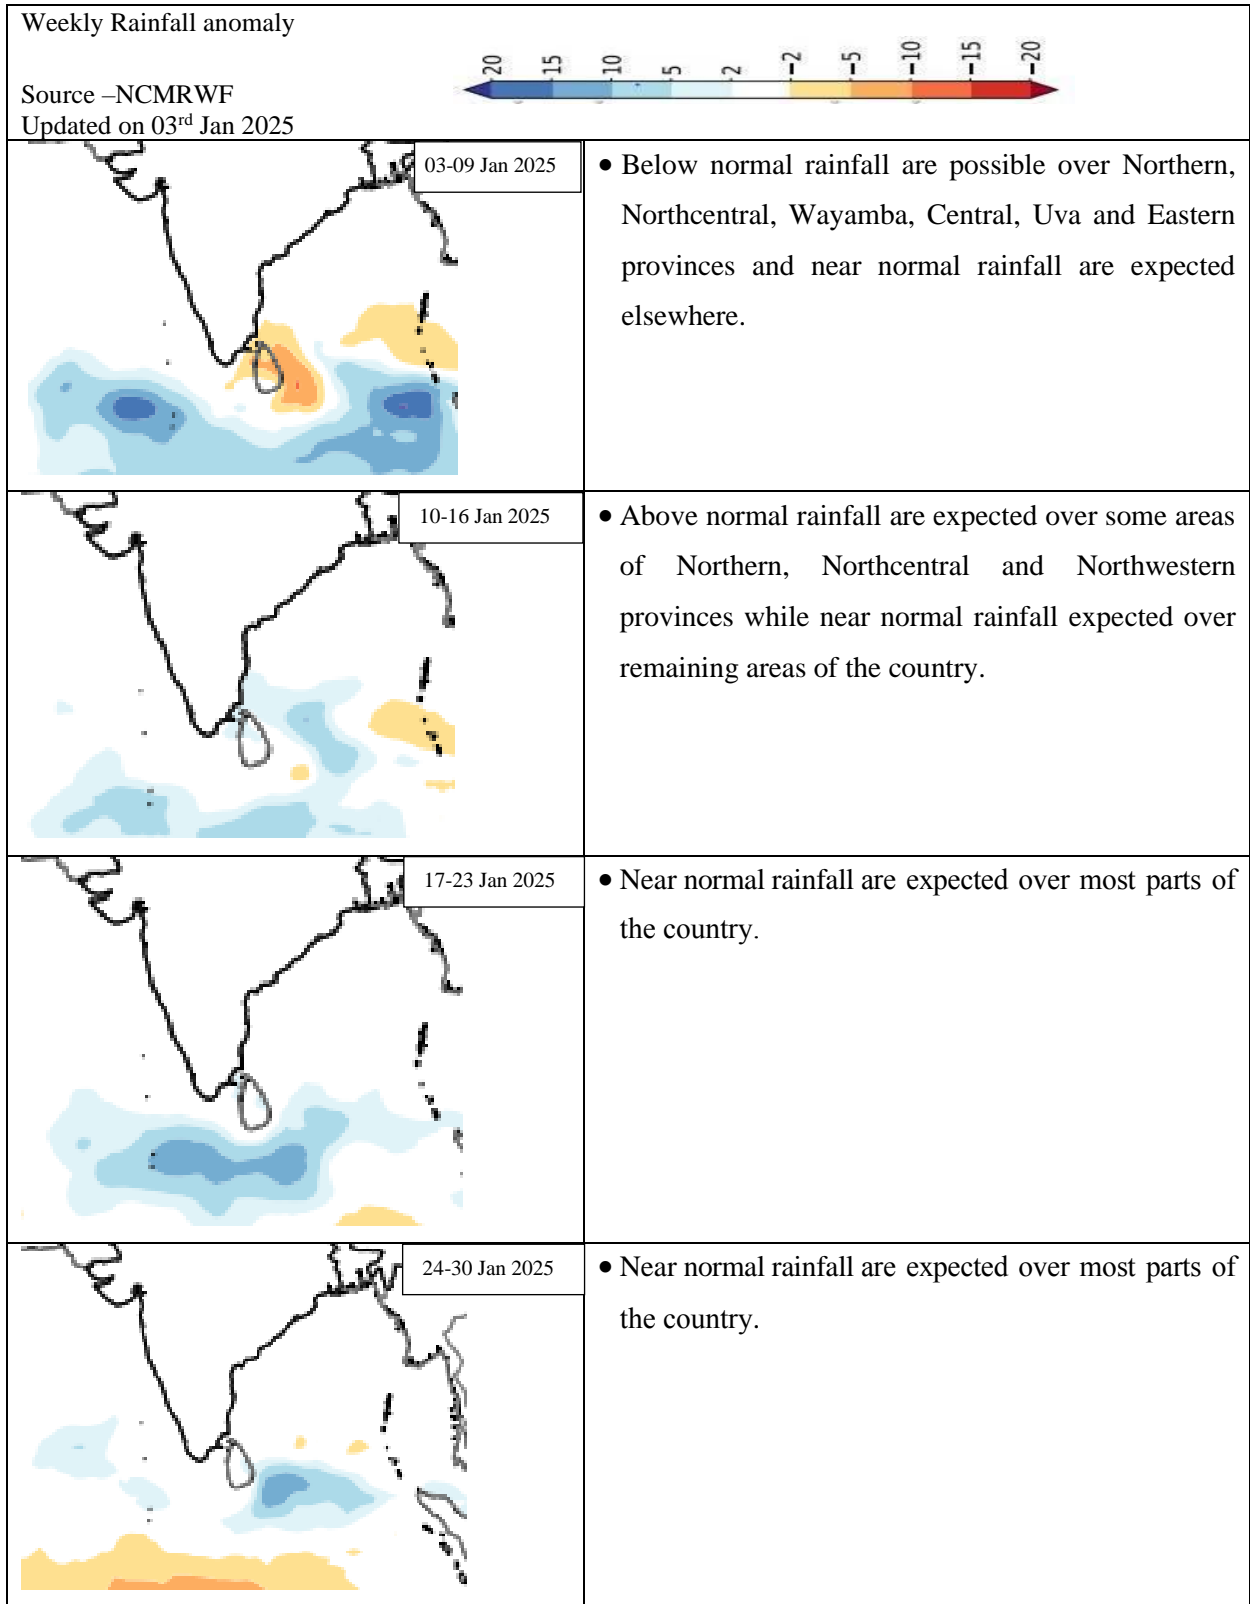 Weekly Rainfall anomaly
20 15 10 5 2 −2 −5 −10 −15 −20
Source –NCMRWF
Updated on 03rd Jan 2025
03-09 Jan 2025
• Below normal rainfall are possible over Northern,
Northcentral, Wayamba, Central, Uva and Eastern
provinces and near normal rainfall are expected
elsewhere.
10-16 Jan 2025
• Above normal rainfall are expected over some areas
of Northern, Northcentral and Northwestern
provinces while near normal rainfall expected over
remaining areas of the country.
17-23 Jan 2025
• Near normal rainfall are expected over most parts of
the country.
24-30 Jan 2025
• Near normal rainfall are expected over most parts of
the country.